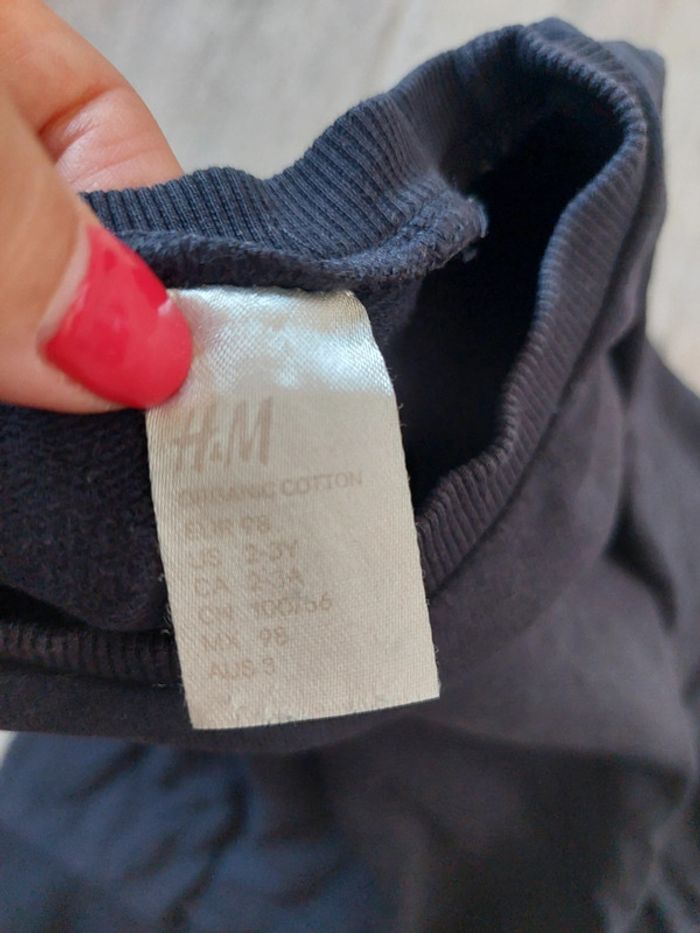 H&M
ORGANIC COTTON
EUR 98
US 2-3Y
CA 2-3A
CN 100/56
MX 98
AUS 3